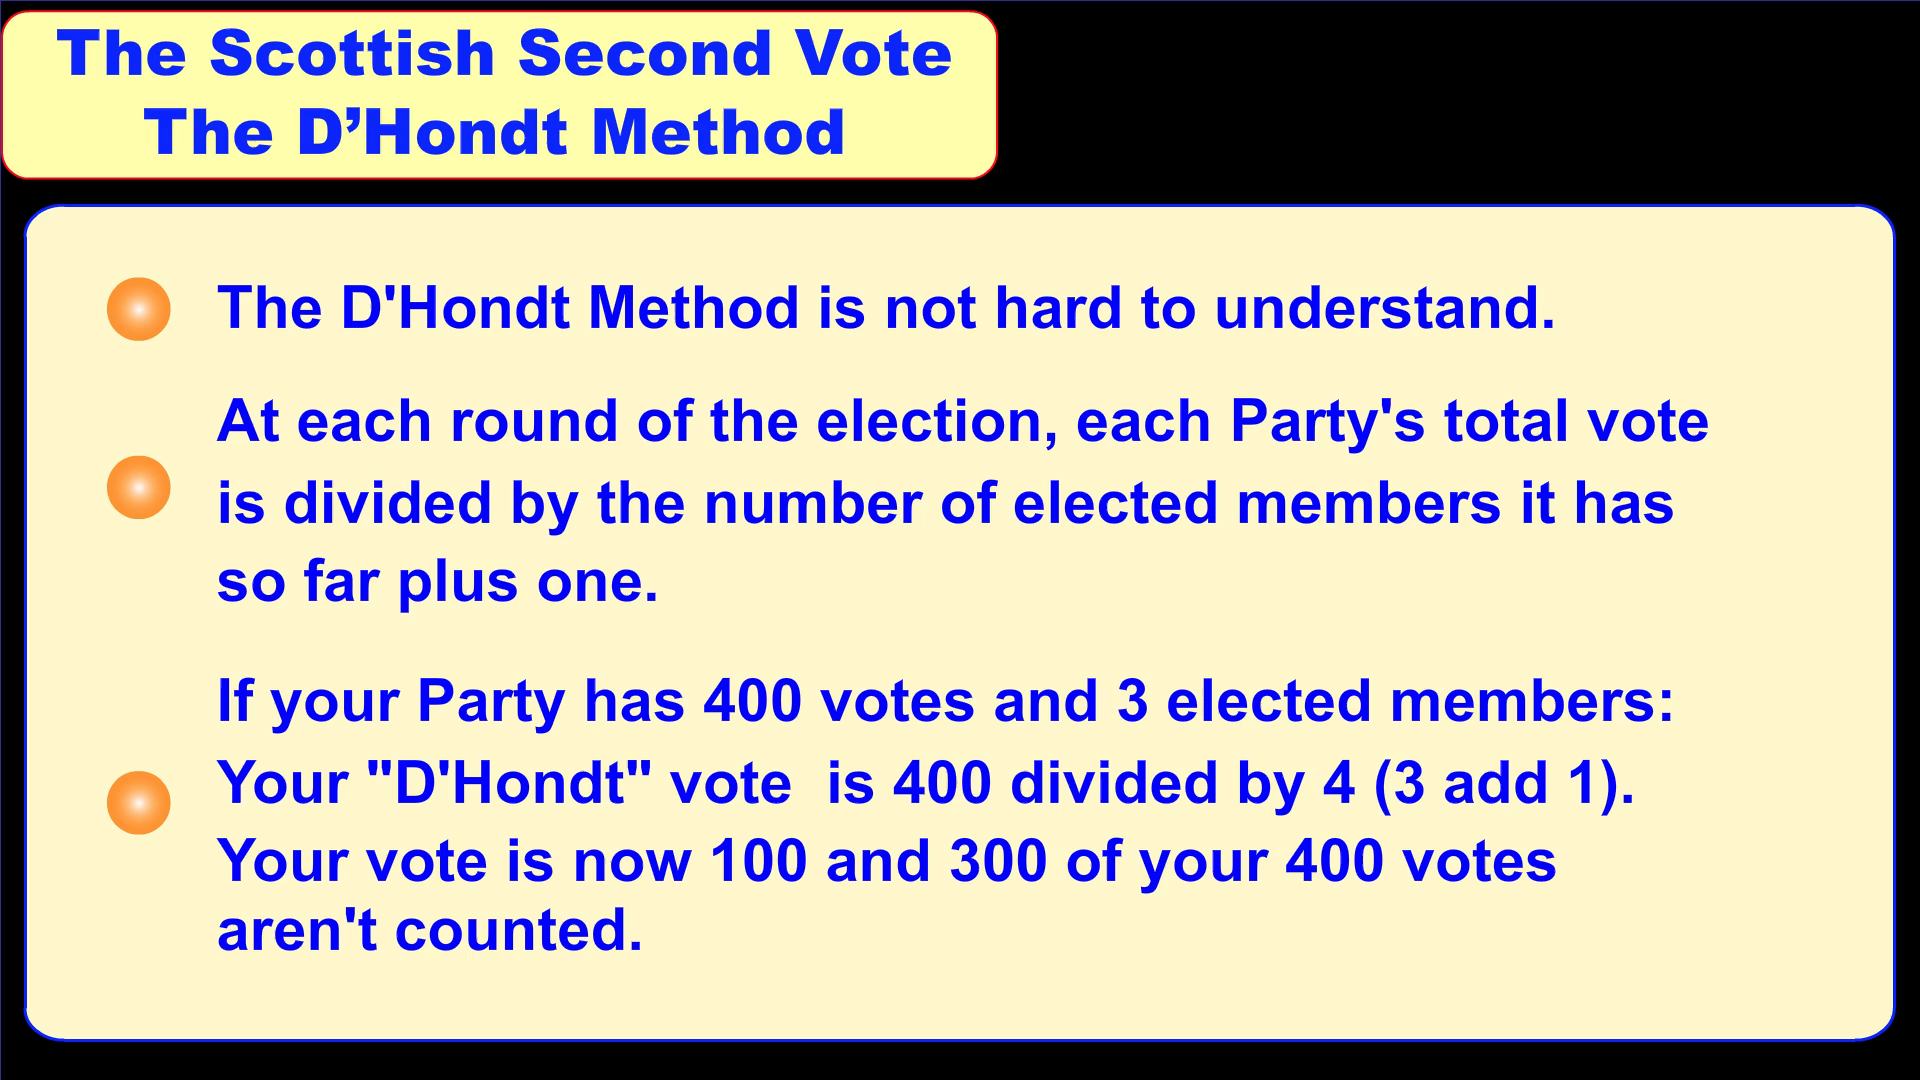 The Scottish Second Vote
The D’Hondt Method
The D'Hondt Method is not hard to understand.
At each round of the election, each Party's total vote
is divided by the number of elected members it has
so far plus one.
If your Party has 400 votes and 3 elected members:
Your "D'Hondt" vote  is 400 divided by 4 (3 add 1).
Your vote is now 100 and 300 of your 400 votes
aren't counted.